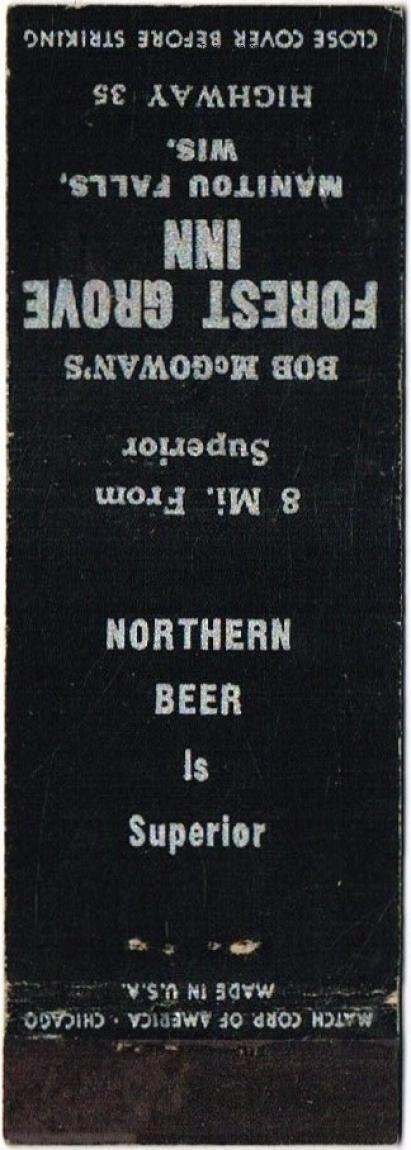 8 Mi. From
Superior
BOB McGOWAN'S
FOREST GROVE
INN
MANITOU FALLS,
WIS.
HIGHWAY 35
CLOSE COVER BEFORE STRIKING
NORTHERN
BEER
Is
Superior
MATCH CORP. OF AMERICA · CHICAGO
MADE IN U.S.A.